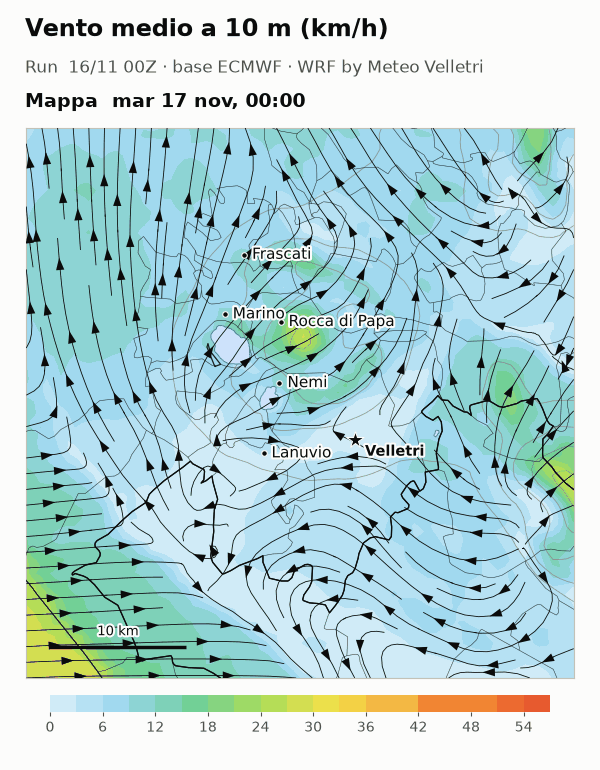 Vento medio a 10 m (km/h)
Run  16/11 00Z · base ECMWF · WRF by Meteo Velletri
Mappa  mar 17 nov, 00:00
Frascati
Marino
Rocca di Papa
Nemi
Velletri
Lanuvio
10 km
0 6 12 18 24 30 36 42 48 54